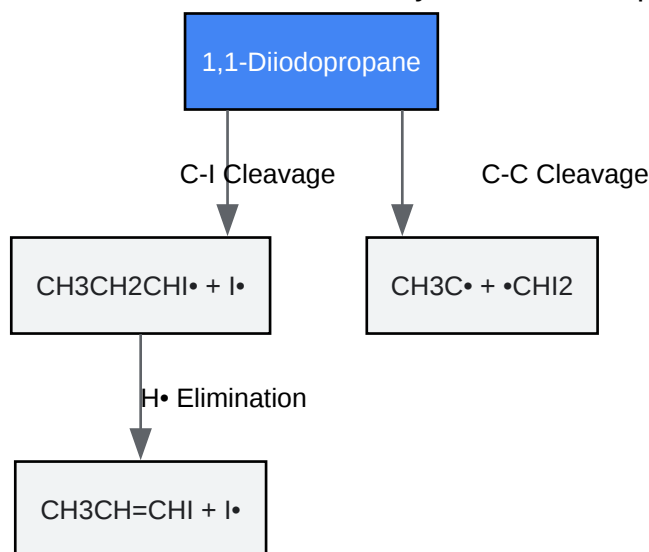 1,1-Diiodopropane
C-I Cleavage
C-C Cleavage
CH3CH2CHI• + I•
CH3C• + •CHI2
H• Elimination
CH3CH=CHI + I•